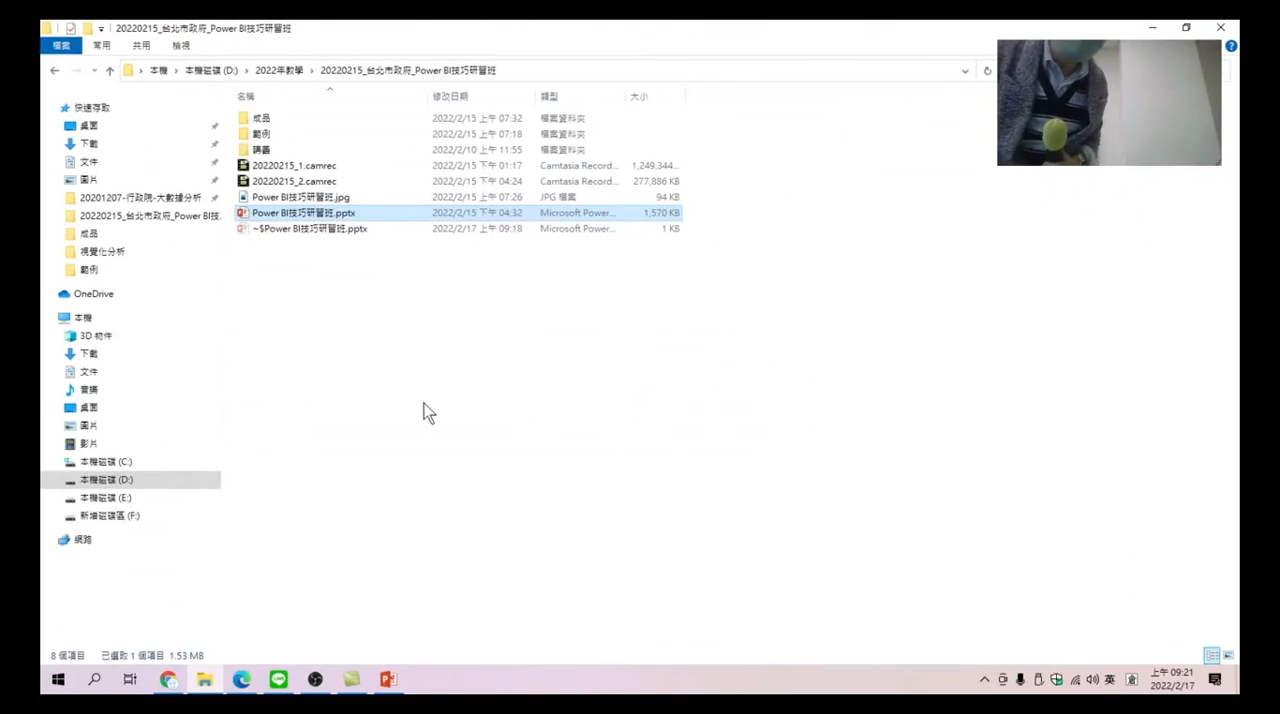 20220215_台北市政府_Power BI技巧研習班
檔案 常用 共用 檢視
本機 本機磁碟 (D:) 2022年教學 20220215_台北市政府_Power BI技巧研習班
名稱 修改日期 類型 大小
快速存取
桌面
下載
文件
圖片
20201207-行政院-大數據分析
20220215_台北市政府_Power BI技
成品
視覺化分析
範例
OneDrive
本機
3D 物件
下載
文件
音樂
桌面
圖片
影片
本機磁碟 (C:)
本機磁碟 (D:)
本機磁碟 (E:)
新增磁碟區 (F:)
網路
成品 2022/2/15 上午 07:32 檔案資料夾
範例 2022/2/15 上午 07:18 檔案資料夾
講義 2022/2/10 上午 11:55 檔案資料夾
20220215_1.camrec 2022/2/15 下午 01:17 Camtasia Record... 1,249,344...
20220215_2.camrec 2022/2/15 下午 04:24 Camtasia Record... 277,886 KB
Power BI技巧研習班.jpg 2022/2/15 上午 07:26 JPG 檔案 94 KB
Power BI技巧研習班.pptx 2022/2/15 下午 04:32 Microsoft Power... 1,570 KB
~$Power BI技巧研習班.pptx 2022/2/17 上午 09:18 Microsoft Power... 1 KB
8 個項目 已選取 1 個項目 1.53 MB
英
上午 09:21
2022/2/17